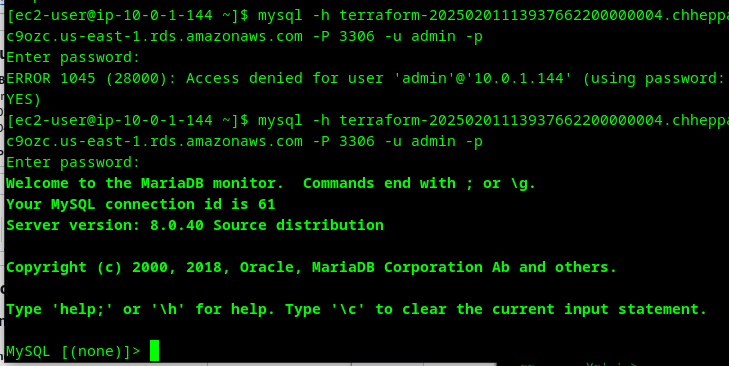 [ec2-user@ip-10-0-1-144 ~]$ mysql -h terraform-20250201113937662200000004.chheppa
c9ozc.us-east-1.rds.amazonaws.com -P 3306 -u admin -p
Enter password:
ERROR 1045 (28000): Access denied for user 'admin'@'10.0.1.144' (using password:
YES)
[ec2-user@ip-10-0-1-144 ~]$ mysql -h terraform-20250201113937662200000004.chheppa
c9ozc.us-east-1.rds.amazonaws.com -P 3306 -u admin -p
Enter password:
Welcome to the MariaDB monitor.  Commands end with ; or \g.
Your MySQL connection id is 61
Server version: 8.0.40 Source distribution

Copyright (c) 2000, 2018, Oracle, MariaDB Corporation Ab and others.

Type 'help;' or '\h' for help. Type '\c' to clear the current input statement.

MySQL [(none)]>